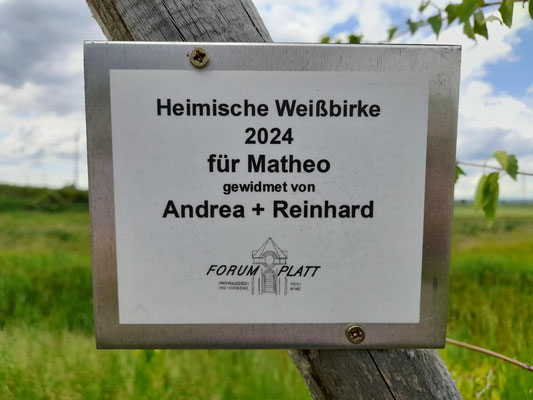 Heimische Weißbirke
2024
für Matheo
gewidmet von
Andrea + Reinhard
FORUM PLATT